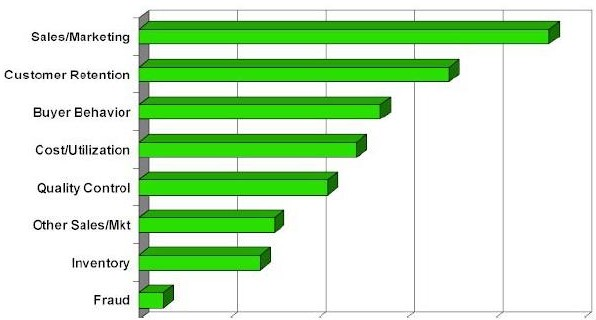 Sales/Marketing
Customer Retention
Buyer Behavior
Cost/Utilization
Quality Control
Other Sales/Mkt
Inventory
Fraud